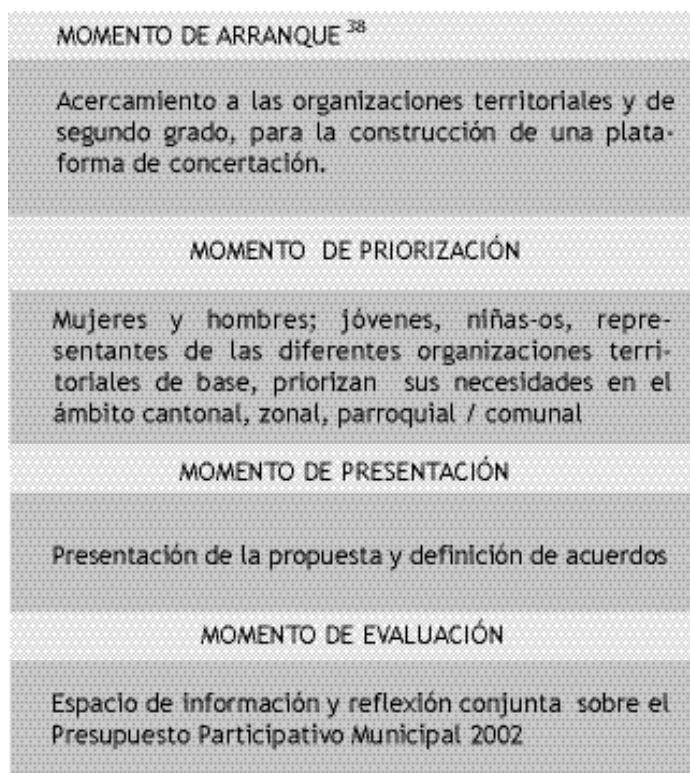 MOMENTO DE ARRANQUE 38
Acercamiento a las organizaciones territoriales y de
segundo grado, para la construcción de una plata-
forma de concertación.
MOMENTO DE PRIORIZACIÓN
Mujeres y hombres; jóvenes, niñas-os, repre-
sentantes de las diferentes organizaciones terri-
toriales de base, priorizan sus necesidades en el
ámbito cantonal, zonal, parroquial / comunal
MOMENTO DE PRESENTACIÓN
Presentación de la propuesta y definición de acuerdos
MOMENTO DE EVALUACIÓN
Espacio de información y reflexión conjunta sobre el
Presupuesto Participativo Municipal 2002